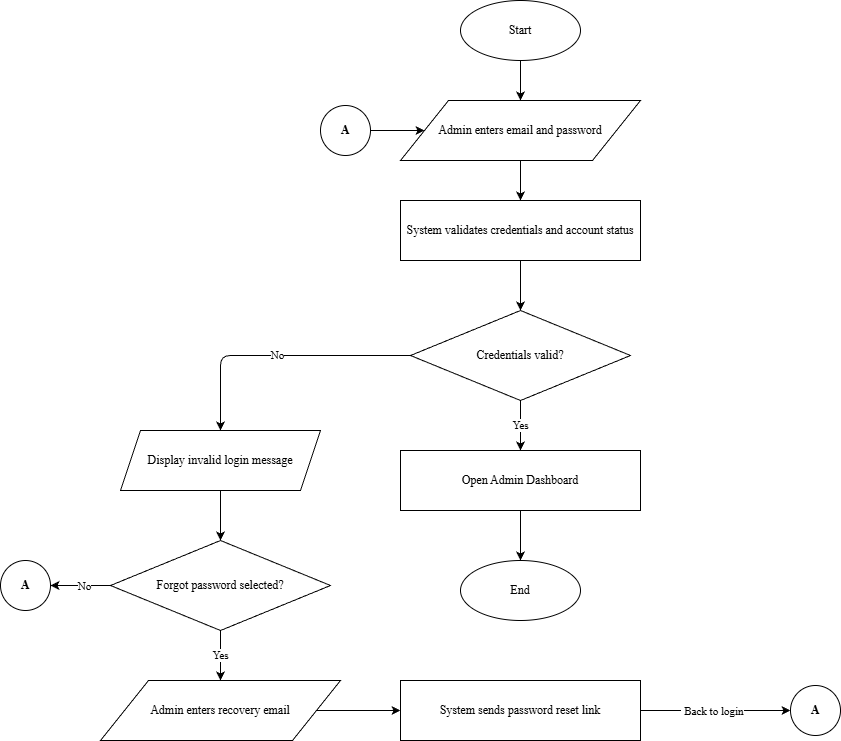 Start
A
Admin enters email and password
System validates credentials and account status
Credentials valid?
No
Yes
Display invalid login message
Open Admin Dashboard
A
No
Forgot password selected?
End
Yes
Admin enters recovery email
System sends password reset link
Back to login
A